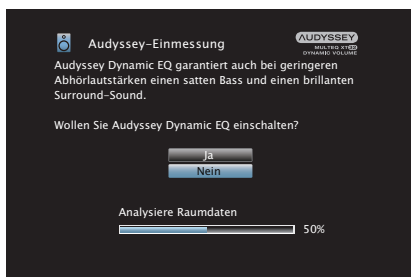 Audyssey-Einmessung
AUDYSSEY
MULTEQ XT32
DYNAMIC VOLUME
Audyssey Dynamic EQ garantiert auch bei geringeren
Abhörlautstärken einen satten Bass und einen brillanten
Surround-Sound.
Wollen Sie Audyssey Dynamic EQ einschalten?
Ja
Nein
Analysiere Raumdaten
50%